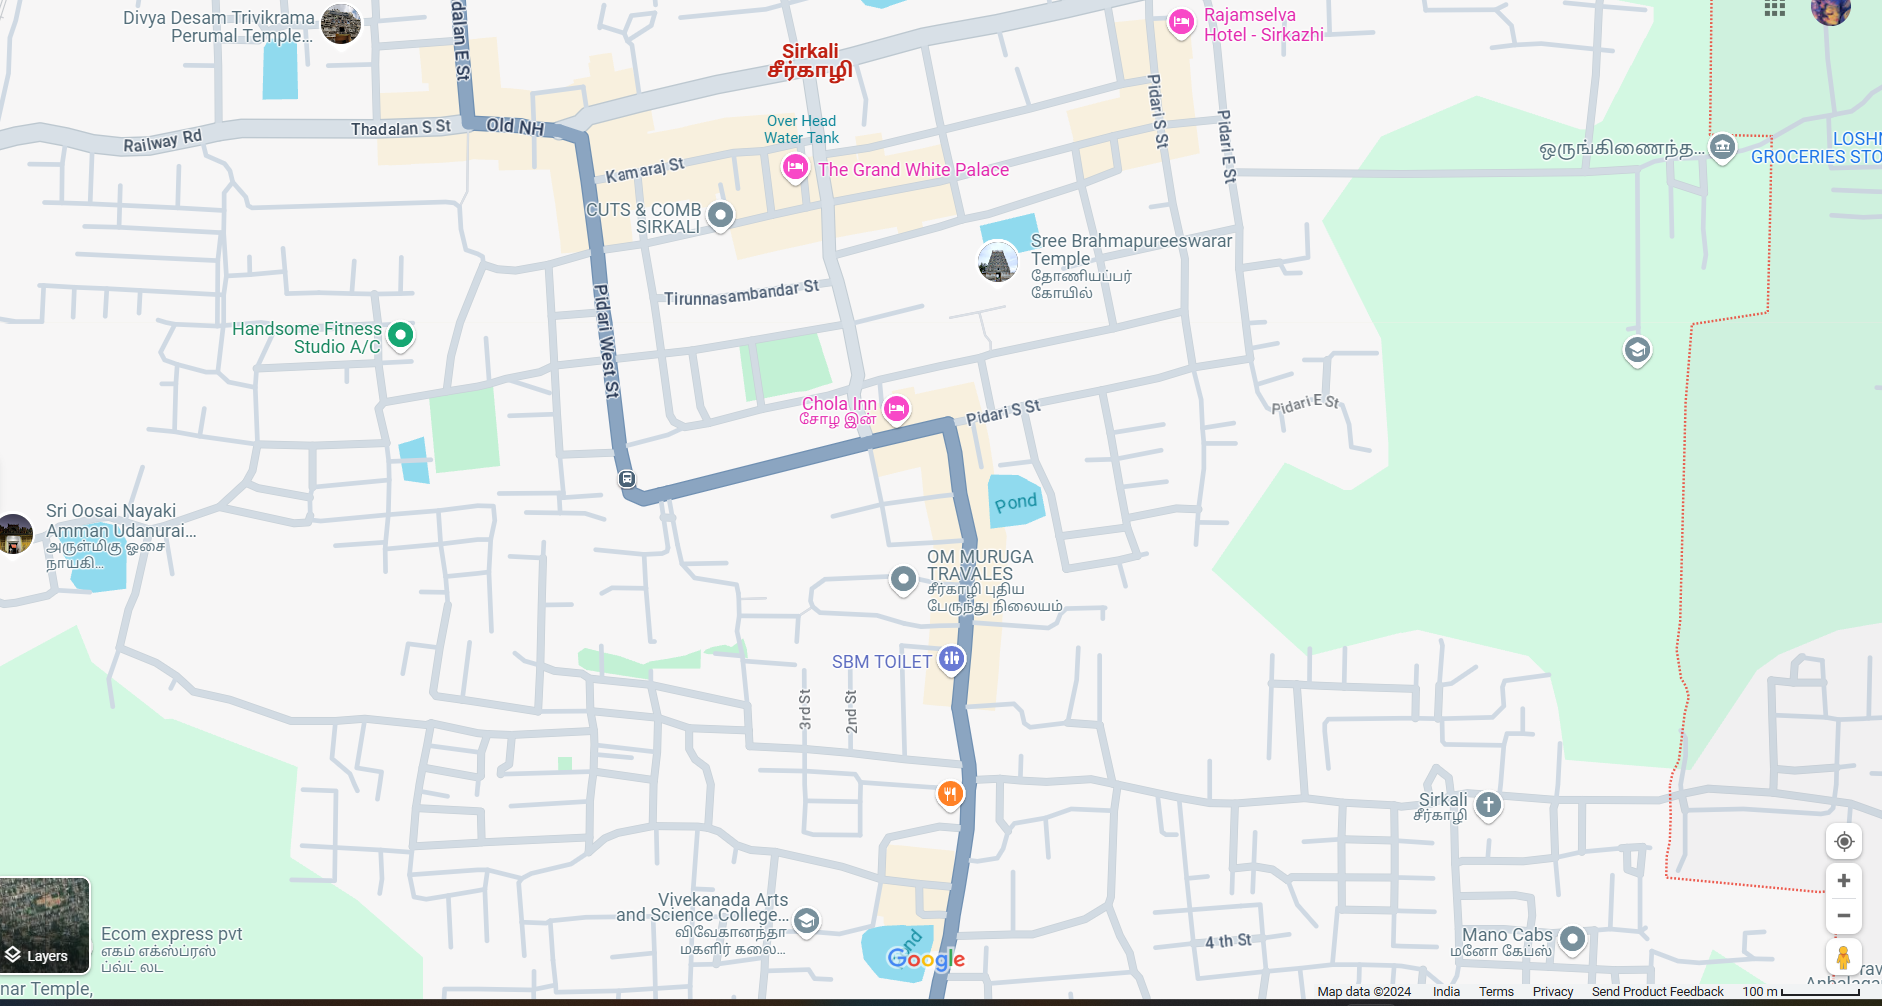 Divya Desam Trivikrama
Perumal Temple...
Sirkali
சீர்காழி
Rajamselva
Hotel - Sirkazhi
Railway Rd
Thadalan S St
Old NH
Over Head
Water Tank
Kamaraj St
The Grand White Palace
CUTS & COMB
SIRKALI
Pidari S St
Pidari E St
ஒருங்கிணைந்த...
GROCERIES STO
Sree Brahmapureeswarar
Temple
தோணியப்பர்
கோயில்
Tirunnasambandar St
Pidari West St
Handsome Fitness
Studio A/C
Chola Inn
சோழ இன்
Pidari S St
Pidari E St
Pond
Sri Oosai Nayaki
Amman Udanurai...
அருள்மிகு ஓசை
நாயகி...
OM MURUGA
TRAVALES
சீர்காழி புதிய
பேருந்து நிலையம்
SBM TOILET
3rd St
2nd St
Sirkali
சீர்காழி
Vivekanada Arts
and Science College...
விவேகானந்தா
மகளிர் கலை...
Ecom express pvt
எகம் எக்ஸ்ப்ரஸ்
ப்வ்ட் லட
Layers
nar Temple,
Google
4 th St
Mano Cabs
மனோ கேப்ஸ்
Map data ©2024
India
Terms
Privacy
Send Product Feedback
100 m